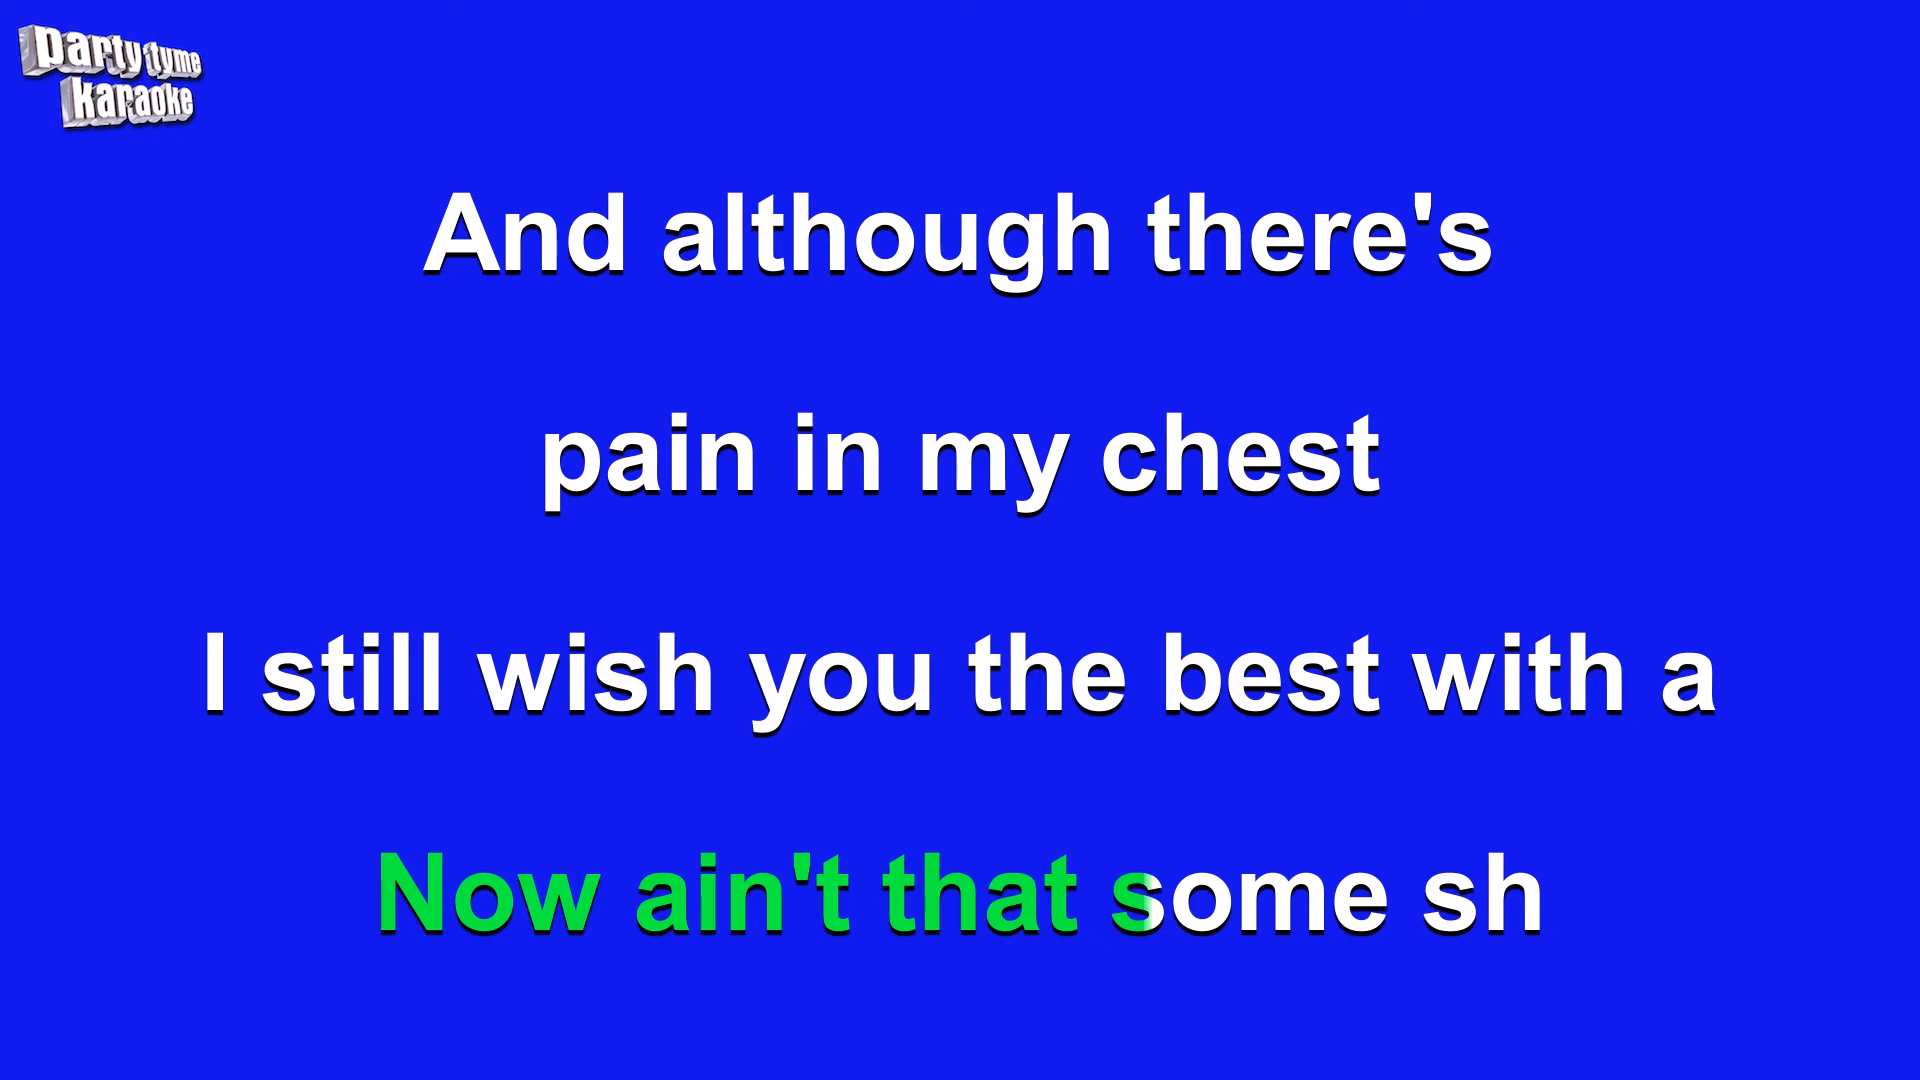 party tyme
karaoke
And although there's
pain in my chest
I still wish you the best with a
Now ain't that some sh